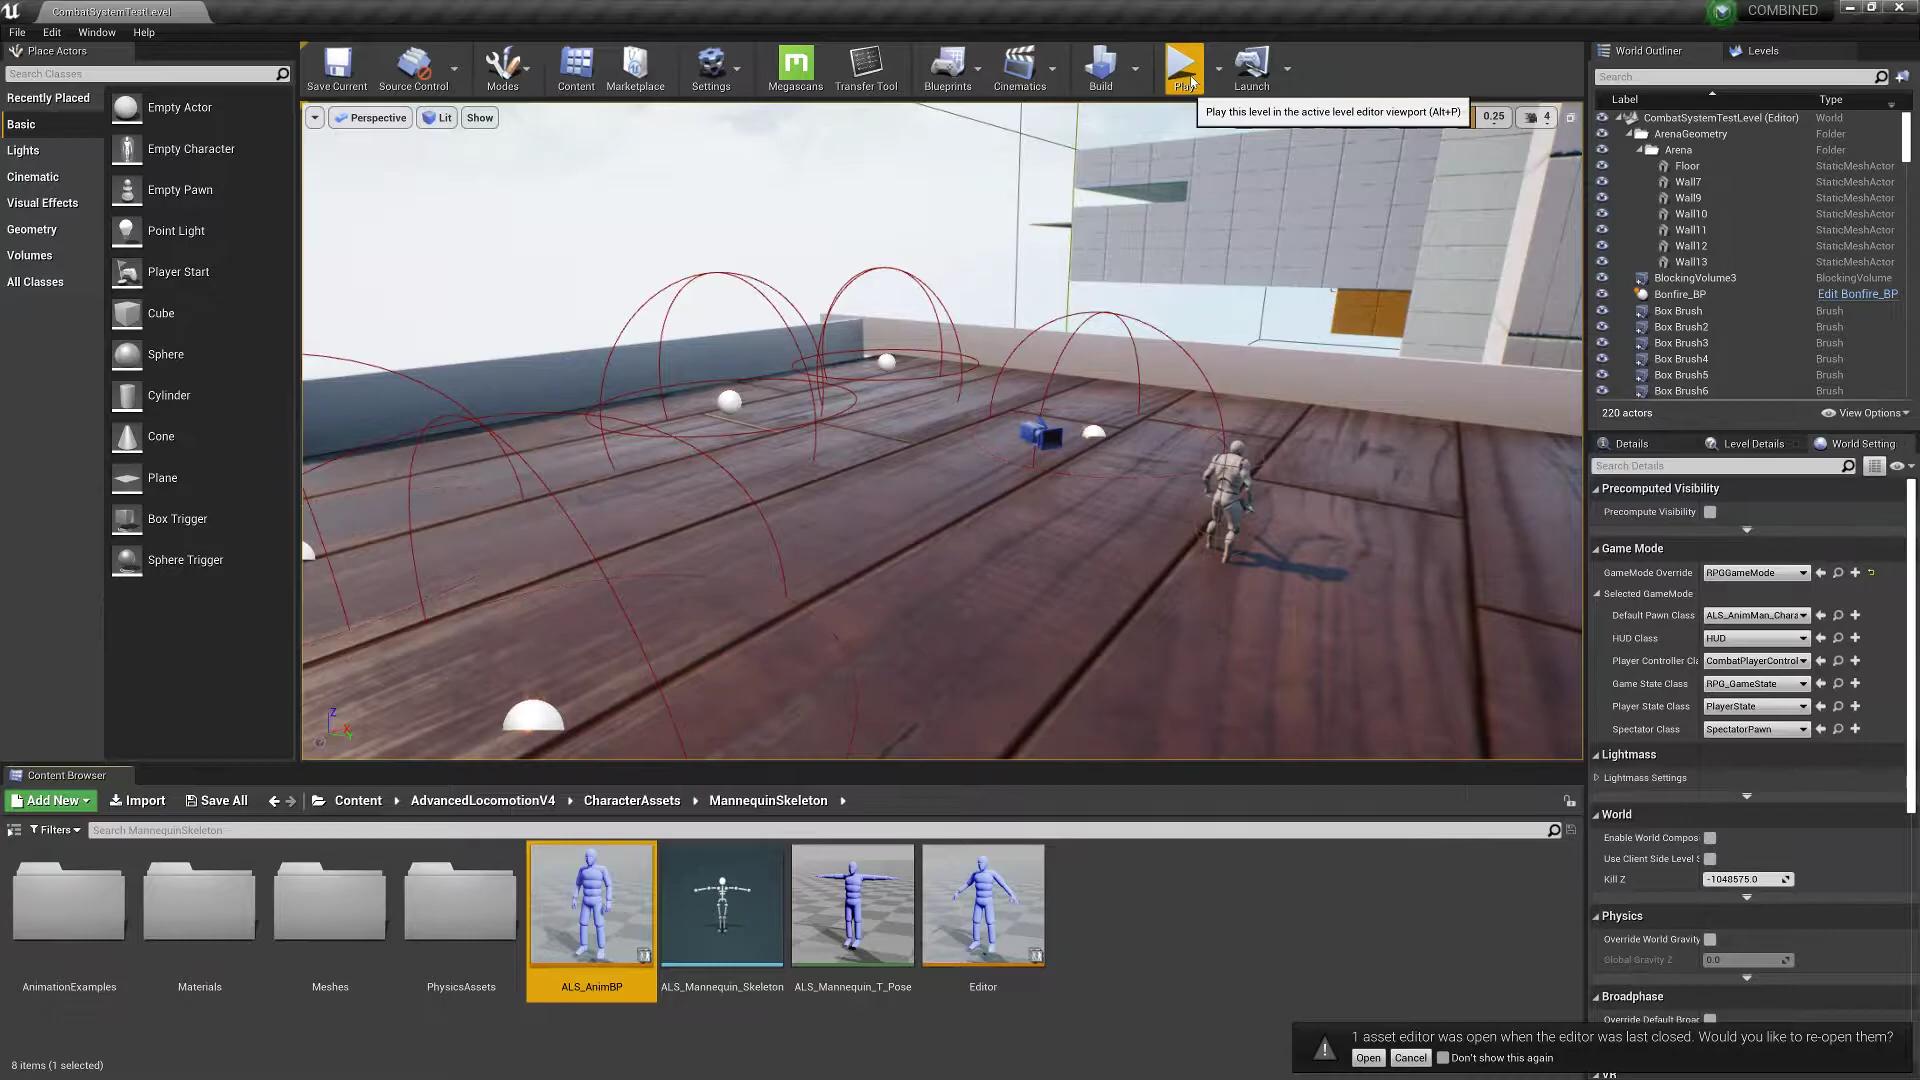 CombatSystemTestLevel
COMBINED
File Edit Window Help
Place Actors
Search Classes
Recently Placed
Basic
Lights
Cinematic
Visual Effects
Geometry
Volumes
All Classes
Empty Actor
Empty Character
Empty Pawn
Point Light
Player Start
Cube
Sphere
Cylinder
Cone
Plane
Box Trigger
Sphere Trigger
Save Current Source Control Modes Content Marketplace Settings Megascans Transfer Tool Blueprints Cinematics Build Play Launch
Play this level in the active level editor viewport (Alt+P)
Perspective Lit Show
0.25 4
Z
X
World Outliner Levels
Search...
Label Type
CombatSystemTestLevel (Editor) World
ArenaGeometry Folder
Arena Folder
Floor StaticMeshActor
Wall7 StaticMeshActor
Wall9 StaticMeshActor
Wall10 StaticMeshActor
Wall11 StaticMeshActor
Wall12 StaticMeshActor
Wall13 StaticMeshActor
BlockingVolume3 BlockingVolume
Bonfire_BP Edit Bonfire_BP
Box Brush Brush
Box Brush2 Brush
Box Brush3 Brush
Box Brush4 Brush
Box Brush5 Brush
Box Brush6 Brush
220 actors View Options
Details Level Details World Setting
Search Details
Precomputed Visibility
Precompute Visibility
Game Mode
GameMode Override RPGGameMode
Selected GameMode
Default Pawn Class ALS_AnimMan_Chara
HUD Class HUD
Player Controller Cl CombatPlayerControl
Game State Class RPG_GameState
Player State Class PlayerState
Spectator Class SpectatorPawn
Lightmass
Lightmass Settings
World
Enable World Compos
Use Client Side Level S
Kill Z -1048575.0
Physics
Override World Gravity
Global Gravity Z 0.0
Broadphase
Override Default Broad
VR
Content Browser
Add New Import Save All Content AdvancedLocomotionV4 CharacterAssets MannequinSkeleton
Filters Search MannequinSkeleton
AnimationExamples Materials Meshes PhysicsAssets ALS_AnimBP ALS_Mannequin_Skeleton ALS_Mannequin_T_Pose Editor
8 items (1 selected)
1 asset editor was open when the editor was last closed. Would you like to re-open them?
Open Cancel Don't show this again